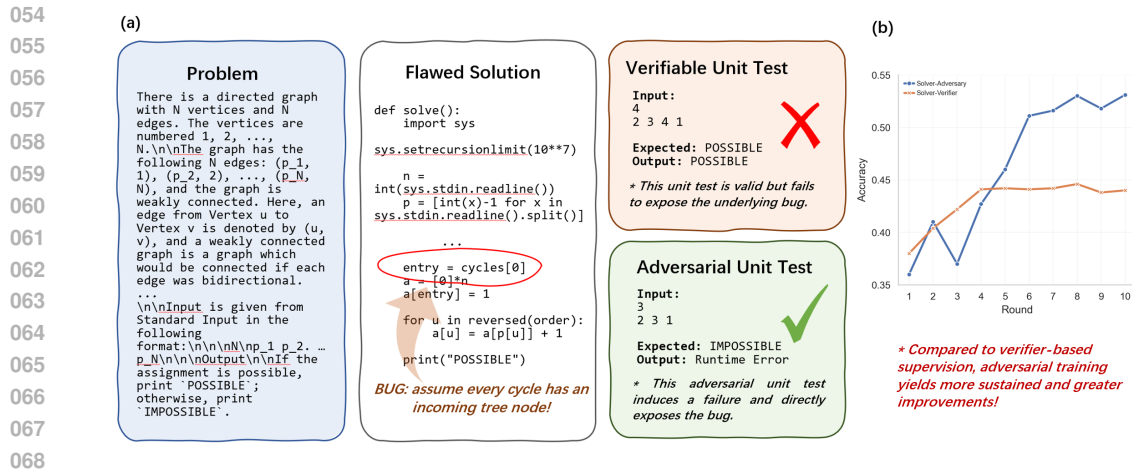 054
055
056
057
058
059
060
061
062
063
064
065
066
067
068
(a)
Problem
There is a directed graph
with N vertices and N
edges. The vertices are
numbered 1, 2, ...,
N.\n\nThe graph has the
following N edges: (p_1,
1), (p_2, 2), ..., (p_N,
N), and the graph is
weakly connected. Here, an
edge from Vertex u to
Vertex v is denoted by (u,
v), and a weakly connected
graph is a graph which
would be connected if each
edge was bidirectional.
...
\n\nInput is given from
Standard Input in the
following
format:\n\n\n\nN\np_1 p_2. …
p_N\n\n\n\nOutput\n\nIf the
assignment is possible,
print `POSSIBLE`;
otherwise, print
`IMPOSSIBLE`.
Flawed Solution
def solve():
import sys
sys.setrecursionlimit(10**7)
n =
int(sys.stdin.readline())
p = [int(x)-1 for x in
sys.stdin.readline().split()]
...
entry = cycles[0]
a = [0]*n
a[entry] = 1
for u in reversed(order):
a[u] = a[p[u]] + 1
print("POSSIBLE")
BUG: assume every cycle has an
incoming tree node!
Verifiable Unit Test
Input:
4
2 3 4 1
Expected: POSSIBLE
Output: POSSIBLE
* This unit test is valid but fails
to expose the underlying bug.
Adversarial Unit Test
Input:
3
2 3 1
Expected: IMPOSSIBLE
Output: Runtime Error
* This adversarial unit test
induces a failure and directly
exposes the bug.
(b)
0.55
0.50
0.45
0.40
0.35
Accuracy
Solver-Adversary
Solver-Verifier
1 2 3 4 5 6 7 8 9 10
Round
* Compared to verifier-based
supervision, adversarial training
yields more sustained and greater
improvements!